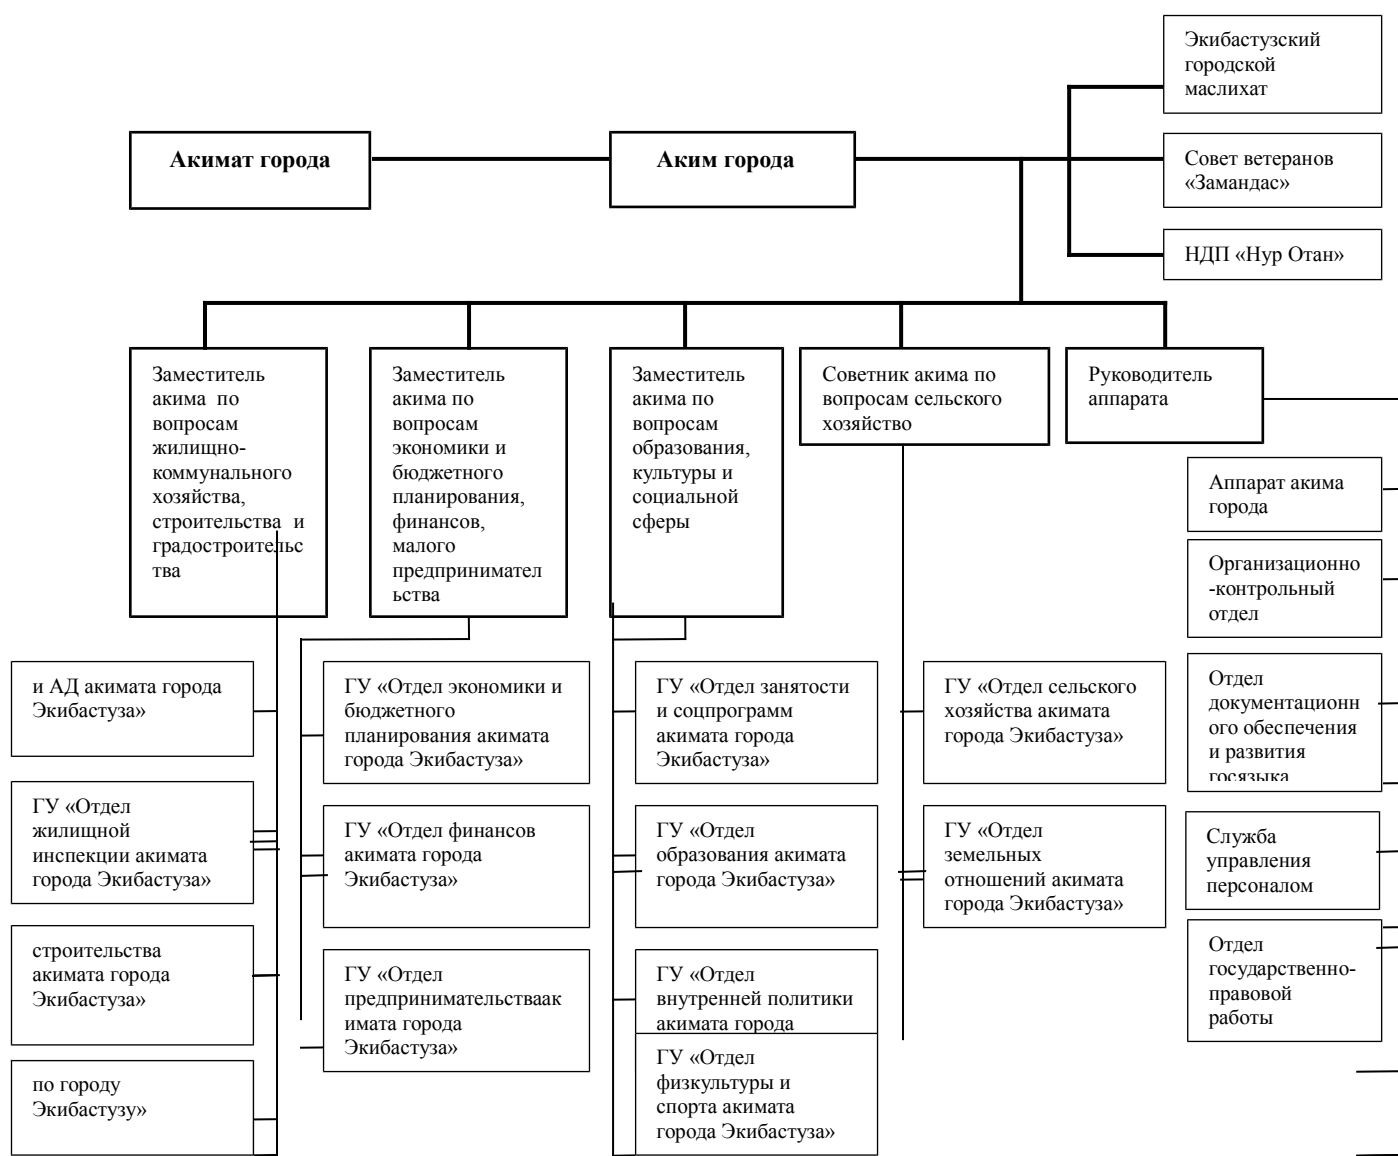 Экибастузский
городской
маслихат
Акимат города
Аким города
Совет ветеранов
«Замандас»
НДП «Нур Отан»
Заместитель
акима по
вопросам
жилищно-
коммунального
хозяйства,
строительства и
градостроительс
тва
Заместитель
акима по
вопросам
экономики и
бюджетного
планирования,
финансов,
малого
предпринимател
ьства
Заместитель
акима по
вопросам
образования,
культуры и
социальной
сферы
Советник акима по
вопросам сельского
хозяйство
Руководитель
аппарата
Аппарат акима
города
Организационно
-контрольный
отдел
и АД акимата города
Экибастуза»
ГУ «Отдел экономики и
бюджетного
планирования акимата
города Экибастуза»
ГУ «Отдел занятости
и соцпрограмм
акимата города
Экибастуза»
ГУ «Отдел сельского
хозяйства акимата
города Экибастуза»
Отдел
документационн
ого обеспечения
и развития
госязыка
ГУ «Отдел
жилищной
инспекции акимата
города Экибастуза»
ГУ «Отдел финансов
акимата города
Экибастуза»
ГУ «Отдел
образования акимата
города Экибастуза»
ГУ «Отдел
земельных
отношений акимата
города Экибастуза»
Служба
управления
персоналом
строительства
акимата города
Экибастуза»
ГУ «Отдел
предпринимательстваак
имата города
Экибастуза»
ГУ «Отдел
внутренней политики
акимата города
Отдел
государственно-
правовой
работы
по городу
Экибастузу»
ГУ «Отдел
физкультуры и
спорта акимата
города Экибастуза»